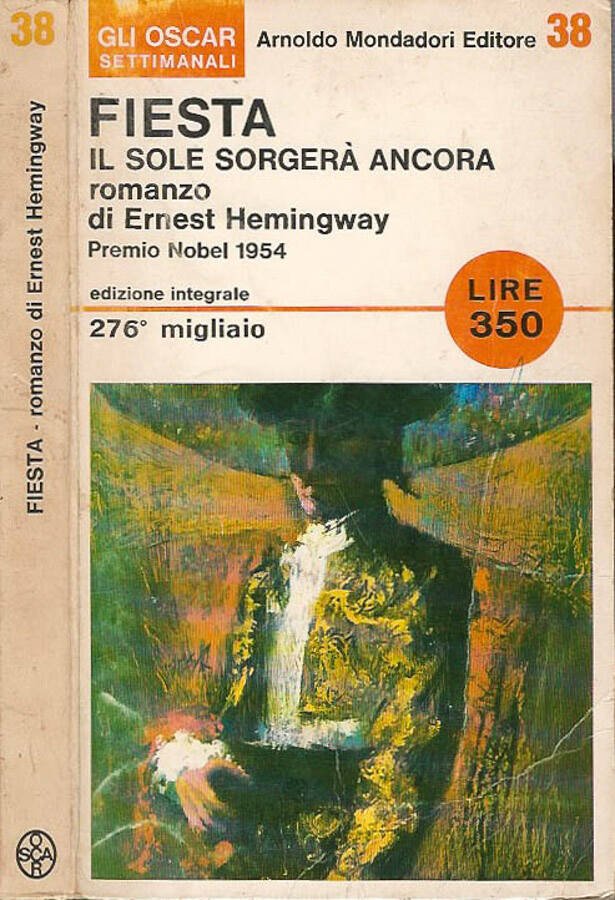 38
FIESTA - romanzo di Ernest Hemingway
OSCAR
GLI OSCAR
SETTIMANALI
Arnoldo Mondadori Editore 38
FIESTA
IL SOLE SORGERÀ ANCORA
romanzo
di Ernest Hemingway
Premio Nobel 1954
edizione integrale
276° migliaio
LIRE
350